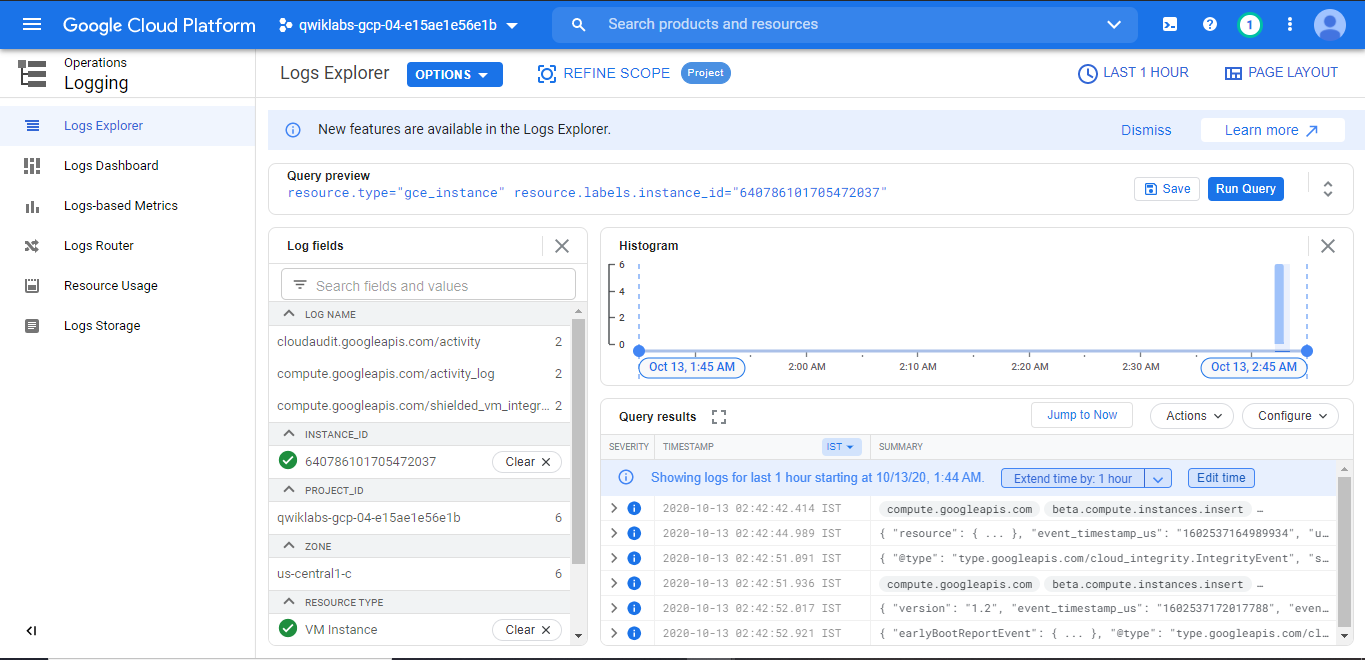 Google Cloud Platform
qwiklabs-gcp-04-e15ae1e56e1b
Search products and resources
?
1
Operations
Logging
Logs Explorer
OPTIONS
REFINE SCOPE
Project
LAST 1 HOUR
PAGE LAYOUT
Logs Explorer
Logs Dashboard
Logs-based Metrics
Logs Router
Resource Usage
Logs Storage
New features are available in the Logs Explorer.
Dismiss
Learn more
Query preview
resource.type="gce_instance" resource.labels.instance_id="640786101705472037"
Save
Run Query
Log fields
Search fields and values
LOG NAME
cloudaudit.googleapis.com/activity 2
compute.googleapis.com/activity_log 2
compute.googleapis.com/shielded_vm_integr... 2
INSTANCE_ID
640786101705472037 Clear
PROJECT_ID
qwiklabs-gcp-04-e15ae1e56e1b 6
ZONE
us-central1-c 6
RESOURCE TYPE
VM Instance Clear
Histogram
6
4
2
0
Oct 13, 1:45 AM 2:00 AM 2:10 AM 2:20 AM 2:30 AM Oct 13, 2:45 AM
Query results
Jump to Now
Actions
Configure
SEVERITY TIMESTAMP IST SUMMARY
Showing logs for last 1 hour starting at 10/13/20, 1:44 AM. Extend time by: 1 hour Edit time
2020-10-13 02:42:42.414 IST compute.googleapis.com beta.compute.instances.insert …
2020-10-13 02:42:44.989 IST { "resource": { ... }, "event_timestamp_us": "1602537164989934", "u…
2020-10-13 02:42:51.091 IST { "@type": "type.googleapis.com/cloud_integrity.IntegrityEvent", "s…
2020-10-13 02:42:51.936 IST compute.googleapis.com beta.compute.instances.insert …
2020-10-13 02:42:52.017 IST { "version": "1.2", "event_timestamp_us": "1602537172017788", "even…
2020-10-13 02:42:52.921 IST { "earlyBootReportEvent": { ... }, "@type": "type.googleapis.com/cl…